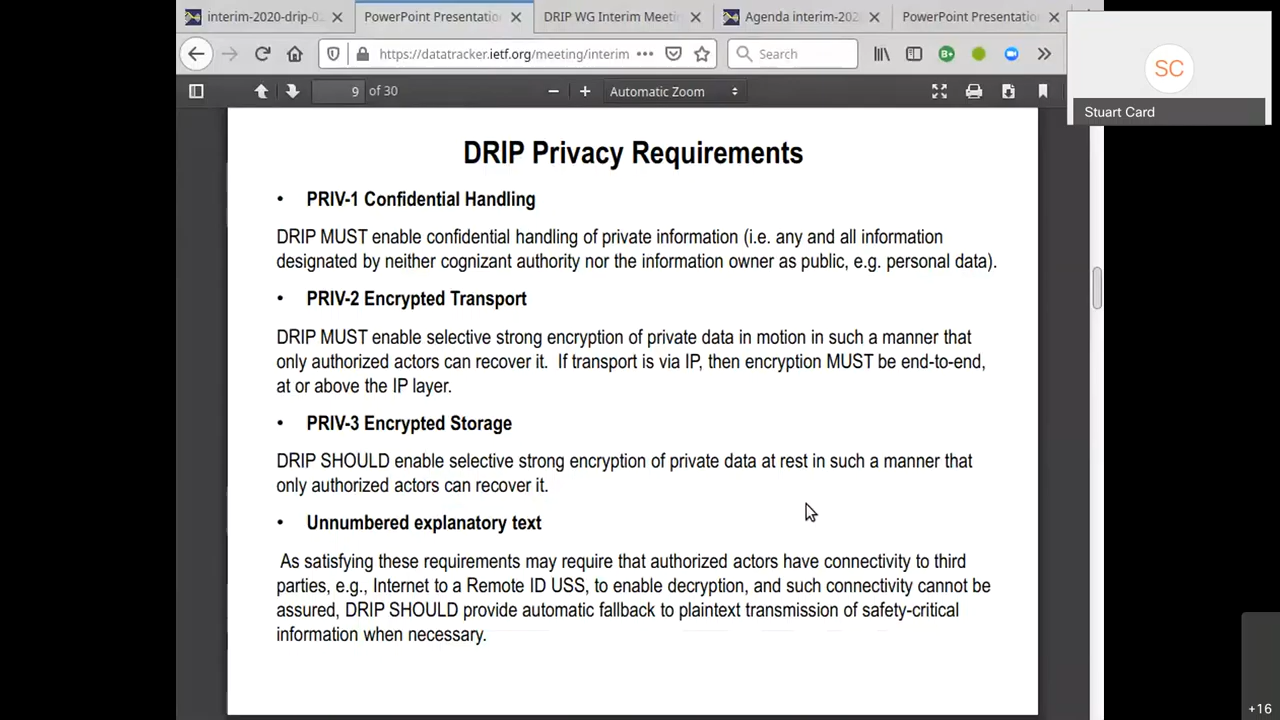 interim-2020-drip-0
PowerPoint Presentatio
DRIP WG Interim Meeti
Agenda interim-202
PowerPoint Presentatio
https://datatracker.ietf.org/meeting/interim
Search
9 of 30
Automatic Zoom
SC
Stuart Card
DRIP Privacy Requirements
• PRIV-1 Confidential Handling
DRIP MUST enable confidential handling of private information (i.e. any and all information
designated by neither cognizant authority nor the information owner as public, e.g. personal data).
• PRIV-2 Encrypted Transport
DRIP MUST enable selective strong encryption of private data in motion in such a manner that
only authorized actors can recover it. If transport is via IP, then encryption MUST be end-to-end,
at or above the IP layer.
• PRIV-3 Encrypted Storage
DRIP SHOULD enable selective strong encryption of private data at rest in such a manner that
only authorized actors can recover it.
• Unnumbered explanatory text
As satisfying these requirements may require that authorized actors have connectivity to third
parties, e.g., Internet to a Remote ID USS, to enable decryption, and such connectivity cannot be
assured, DRIP SHOULD provide automatic fallback to plaintext transmission of safety-critical
information when necessary.
+16